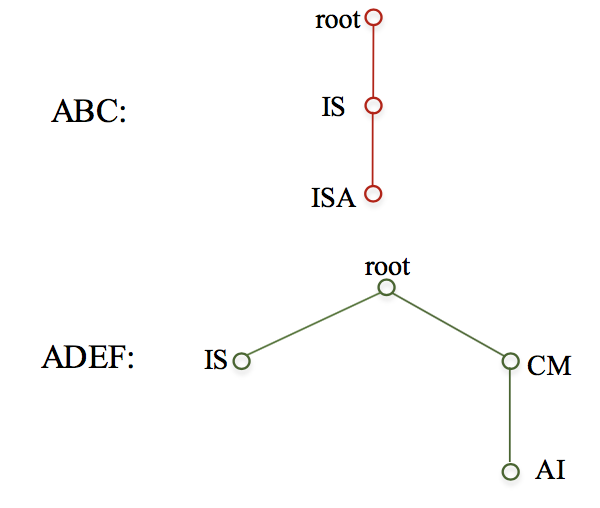 root
ABC:
IS
ISA
root
ADEF:
IS
CM
AI